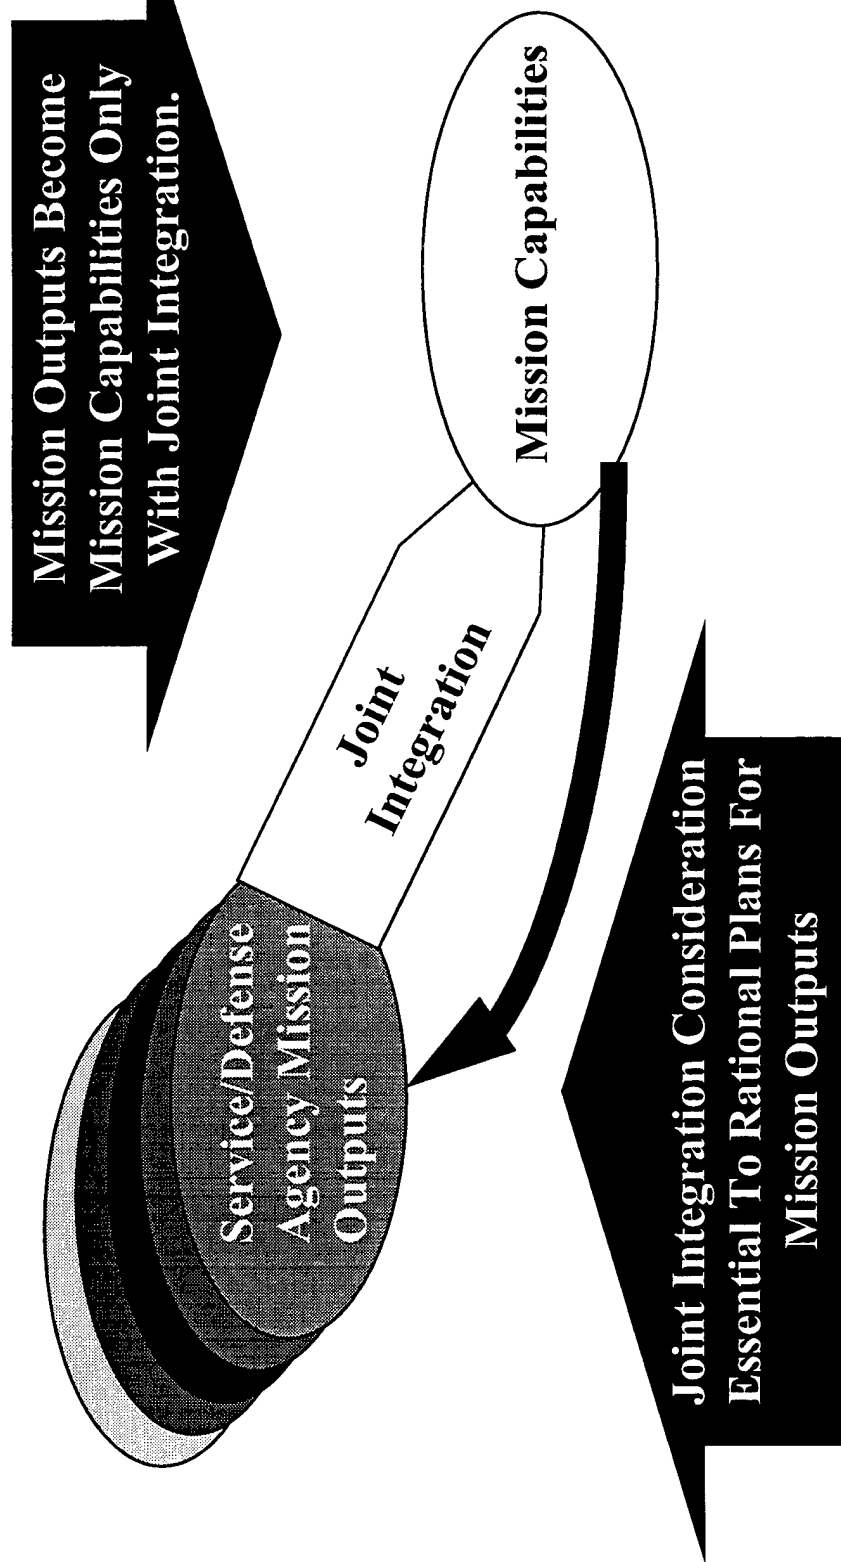 Mission Outputs Become
Mission Capabilities Only
With Joint Integration.
Service/Defense
Agency Mission
Outputs
Joint
Integration
Mission Capabilities
Joint Integration Consideration
Essential To Rational Plans For
Mission Outputs